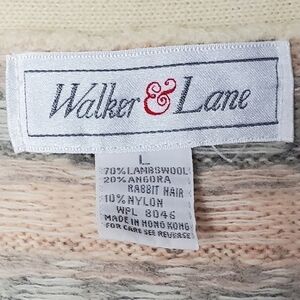 Walker & Lane
L
70% LAMBSWOOL
20% ANGORA
RABBIT HAIR
10% NYLON
WPL 8046
MADE IN HONG KONG
FOR CARE SEE REVERSE